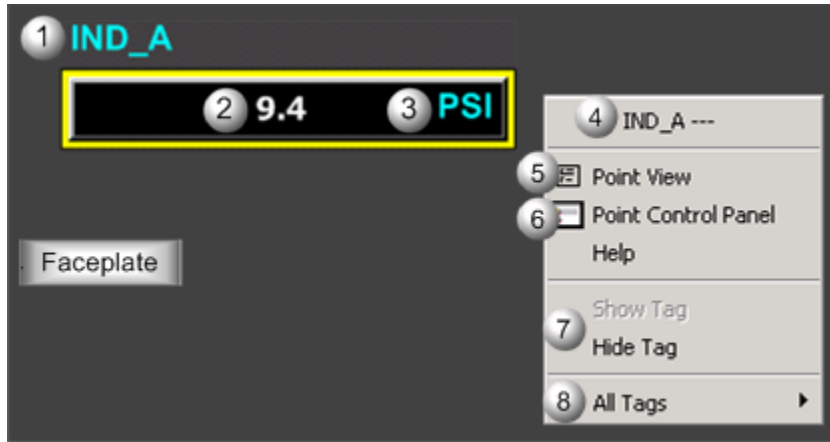 1 IND_A
2 9.4 3 PSI
4 IND_A ---
5 Point View
6 Point Control Panel
Help
Faceplate
Show Tag
7
Hide Tag
8 All Tags